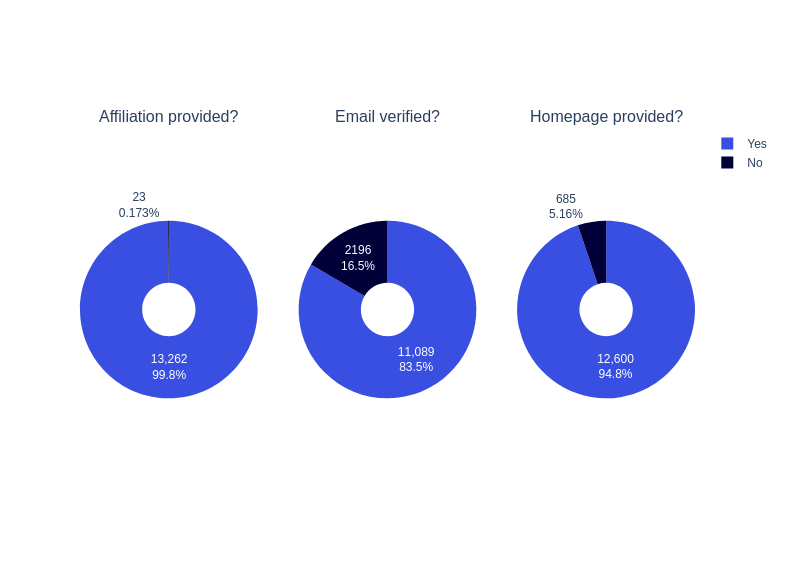 Affiliation provided?
Email verified?
Homepage provided?
Yes
No
23
0.173%
13,262
99.8%
2196
16.5%
11,089
83.5%
685
5.16%
12,600
94.8%